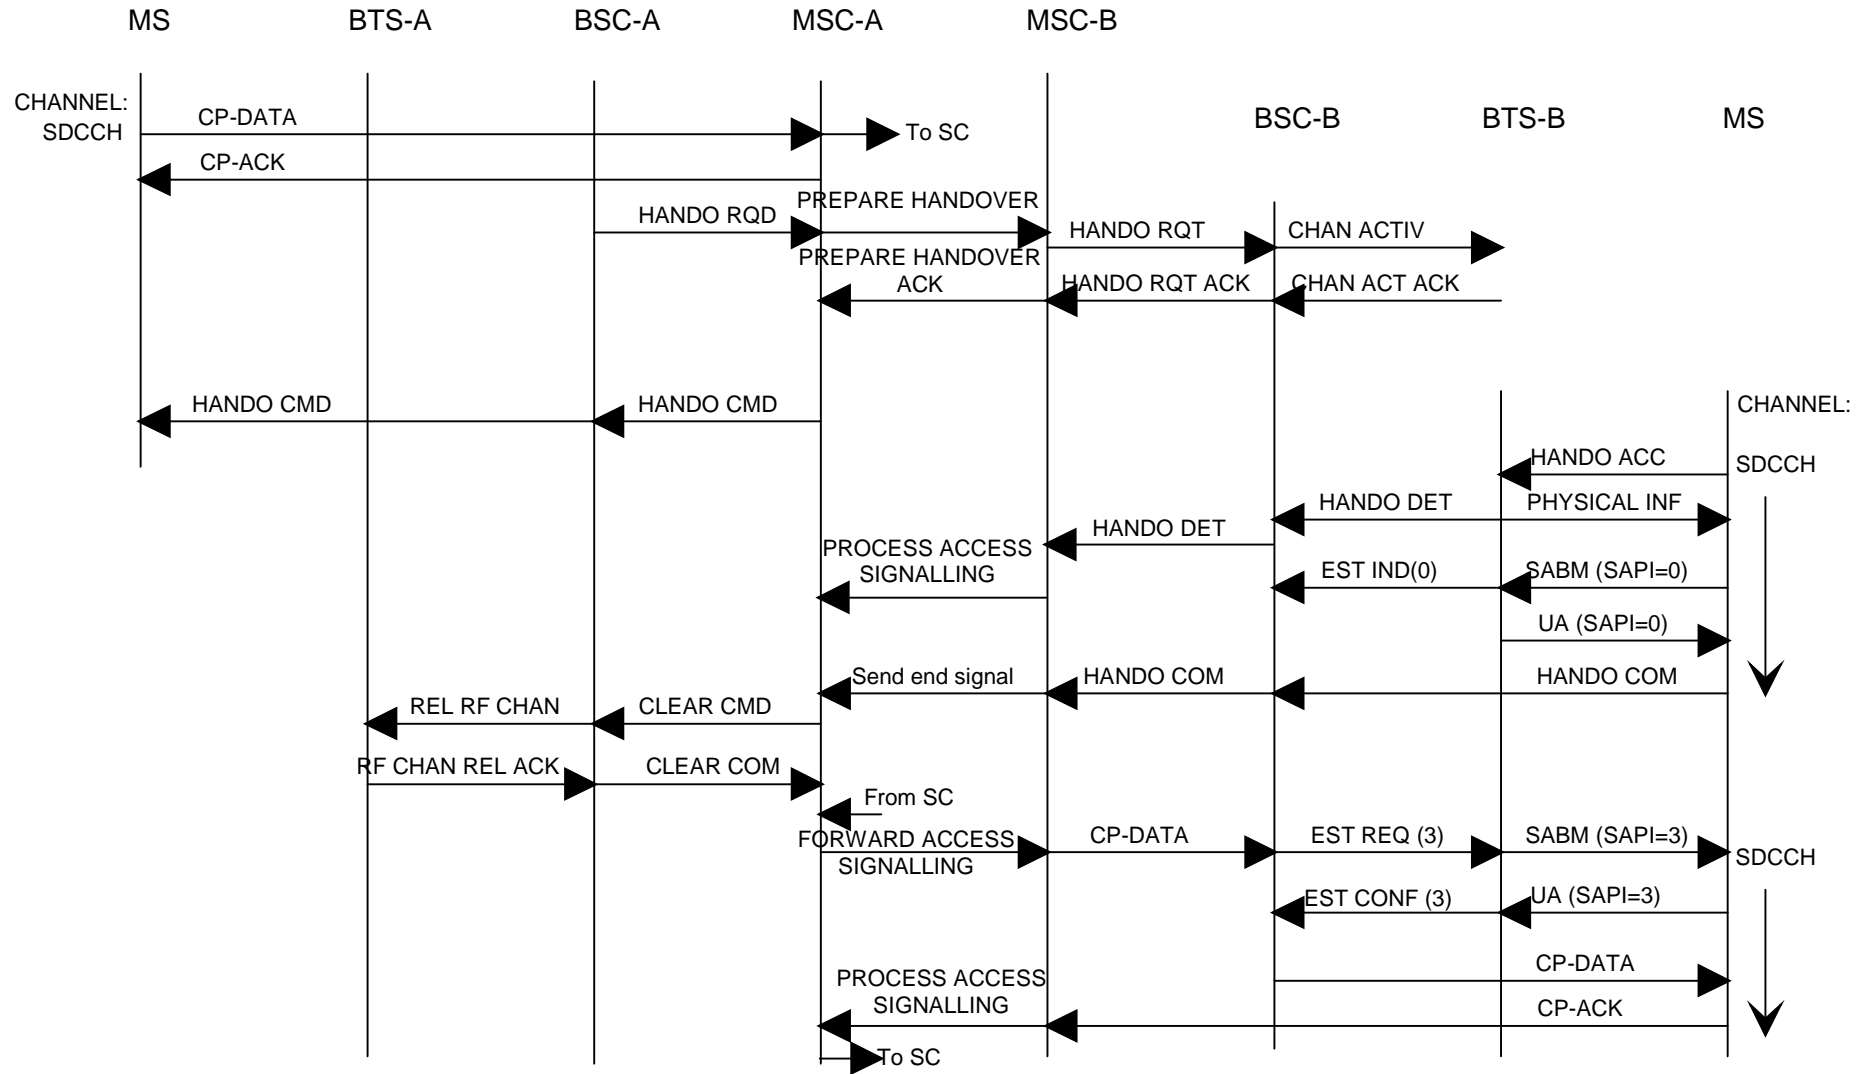 MS
BTS-A
BSC-A
MSC-A
MSC-B
CHANNEL:
SDCCH
CP-DATA
To SC
BSC-B
BTS-B
MS
CP-ACK
HANDO RQD
PREPARE HANDOVER
HANDO RQT
CHAN ACTIV
PREPARE HANDOVER
ACK
HANDO RQT ACK
CHAN ACT ACK
HANDO CMD
HANDO CMD
CHANNEL:
HANDO ACC
SDCCH
HANDO DET
PHYSICAL INF
HANDO DET
PROCESS ACCESS
SIGNALLING
EST IND(0)
SABM (SAPI=0)
UA (SAPI=0)
Send end signal
HANDO COM
HANDO COM
REL RF CHAN
CLEAR CMD
RF CHAN REL ACK
CLEAR COM
From SC
FORWARD ACCESS
SIGNALLING
CP-DATA
EST REQ (3)
SABM (SAPI=3)
SDCCH
EST CONF (3)
UA (SAPI=3)
CP-DATA
PROCESS ACCESS
SIGNALLING
CP-ACK
To SC